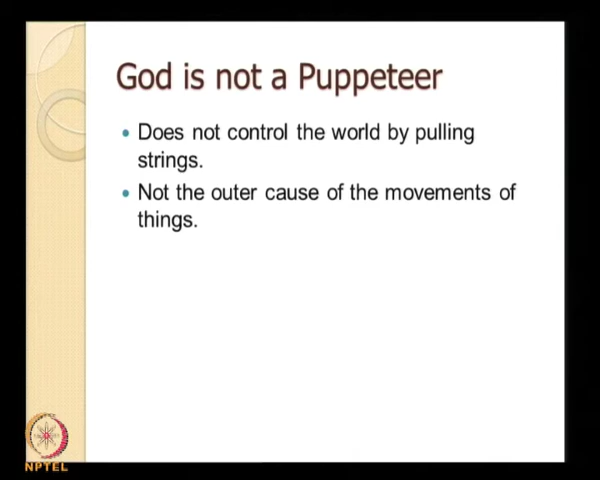 God is not a Puppeteer
Does not control the world by pulling
strings.
Not the outer cause of the movements of
things.
NPTEL